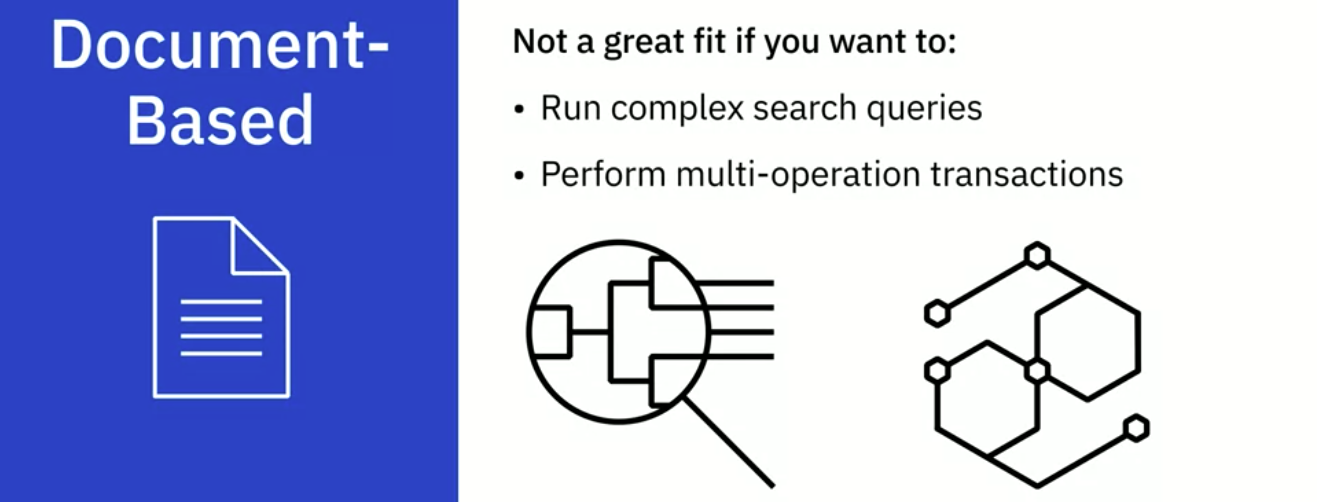 Document-
Based
Not a great fit if you want to:
• Run complex search queries
• Perform multi-operation transactions